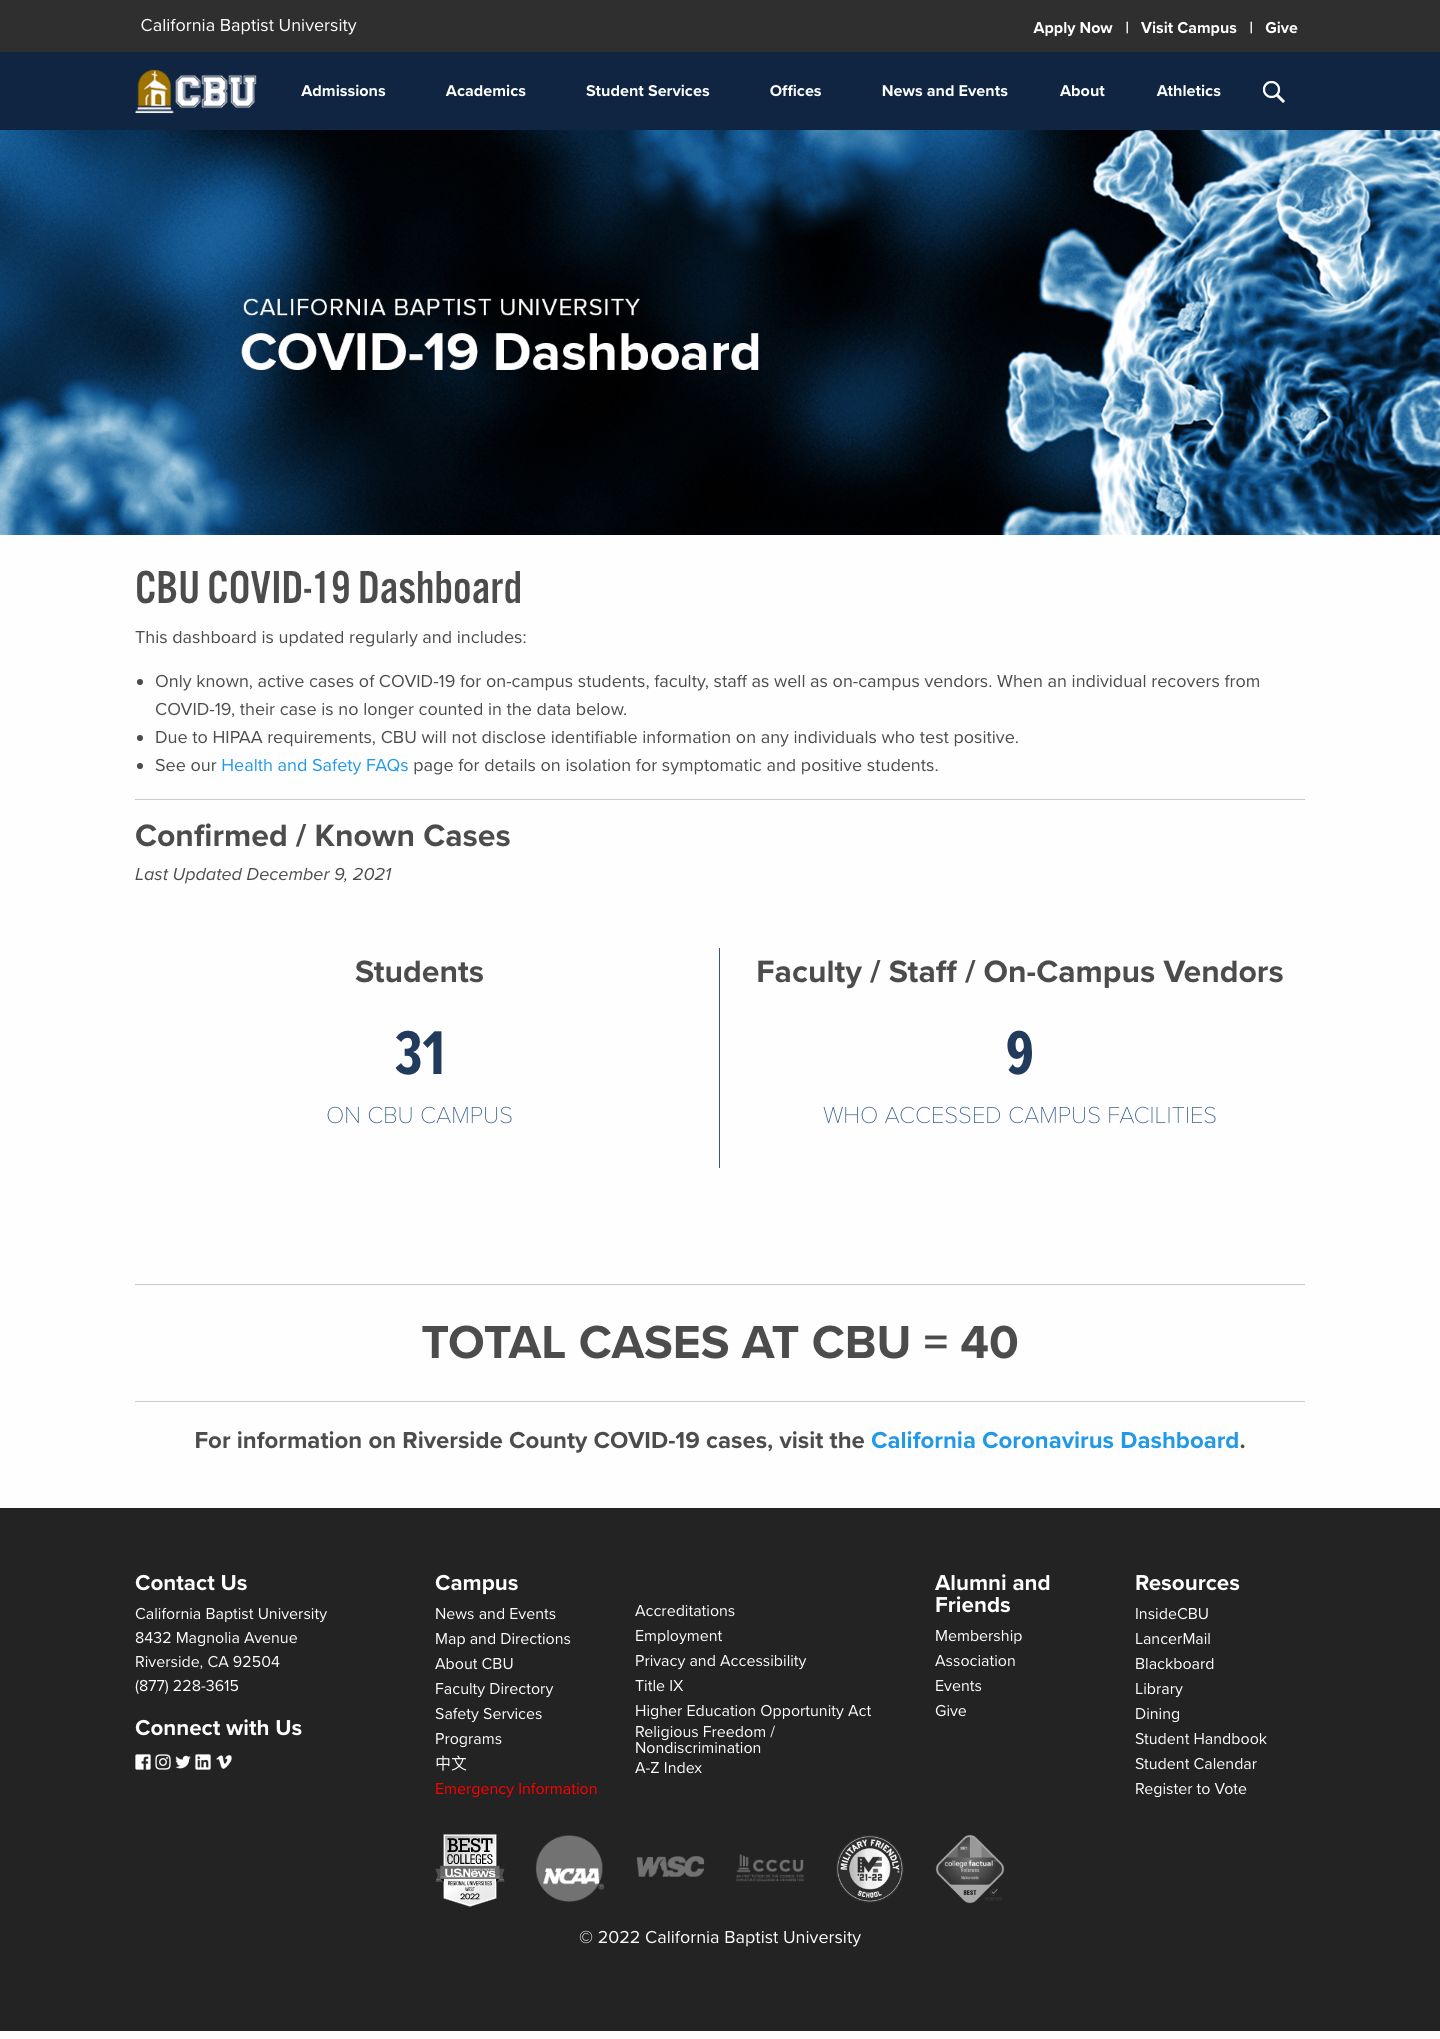 California Baptist University
Apply Now | Visit Campus | Give
CBU
Admissions
Academics
Student Services
Offices
News and Events
About
Athletics
CALIFORNIA BAPTIST UNIVERSITY
COVID-19 Dashboard
CBU COVID-19 Dashboard
This dashboard is updated regularly and includes:
Only known, active cases of COVID-19 for on-campus students, faculty, staff as well as on-campus vendors. When an individual recovers from
COVID-19, their case is no longer counted in the data below.
Due to HIPAA requirements, CBU will not disclose identifiable information on any individuals who test positive.
See our Health and Safety FAQs page for details on isolation for symptomatic and positive students.
Confirmed / Known Cases
Last Updated December 9, 2021
Students
31
ON CBU CAMPUS
Faculty / Staff / On-Campus Vendors
9
WHO ACCESSED CAMPUS FACILITIES
TOTAL CASES AT CBU = 40
For information on Riverside County COVID-19 cases, visit the California Coronavirus Dashboard.
Contact Us
California Baptist University
8432 Magnolia Avenue
Riverside, CA 92504
(877) 228-3615
Connect with Us
Campus
News and Events
Map and Directions
About CBU
Faculty Directory
Safety Services
Programs
中文
Emergency Information
Accreditations
Employment
Privacy and Accessibility
Title IX
Higher Education Opportunity Act
Religious Freedom /
Nondiscrimination
A-Z Index
Alumni and
Friends
Membership
Association
Events
Give
Resources
InsideCBU
LancerMail
Blackboard
Library
Dining
Student Handbook
Student Calendar
Register to Vote
BEST
COLLEGES
U.S.News
REGIONAL UNIVERSITIES
WEST
2022
NCAA
WASC
CCCU
MILITARY FRIENDLY
'21-22
SCHOOL
college factual
BEST
© 2022 California Baptist University